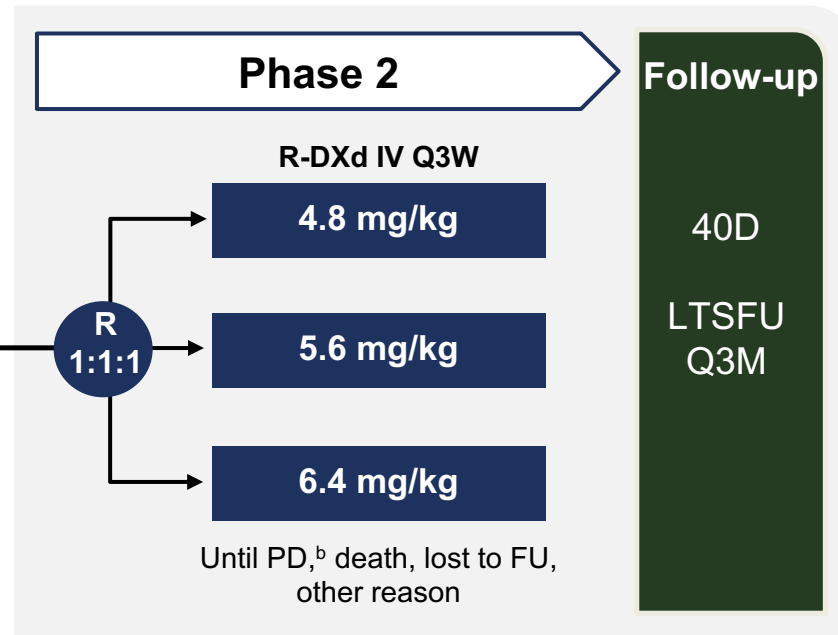 Phase 2
Follow-up
R-DXd IV Q3W
4.8 mg/kg
40D
R
1:1:1
5.6 mg/kg
LTSFU
Q3M
6.4 mg/kg
Until PD,ᵇ death, lost to FU,
other reason